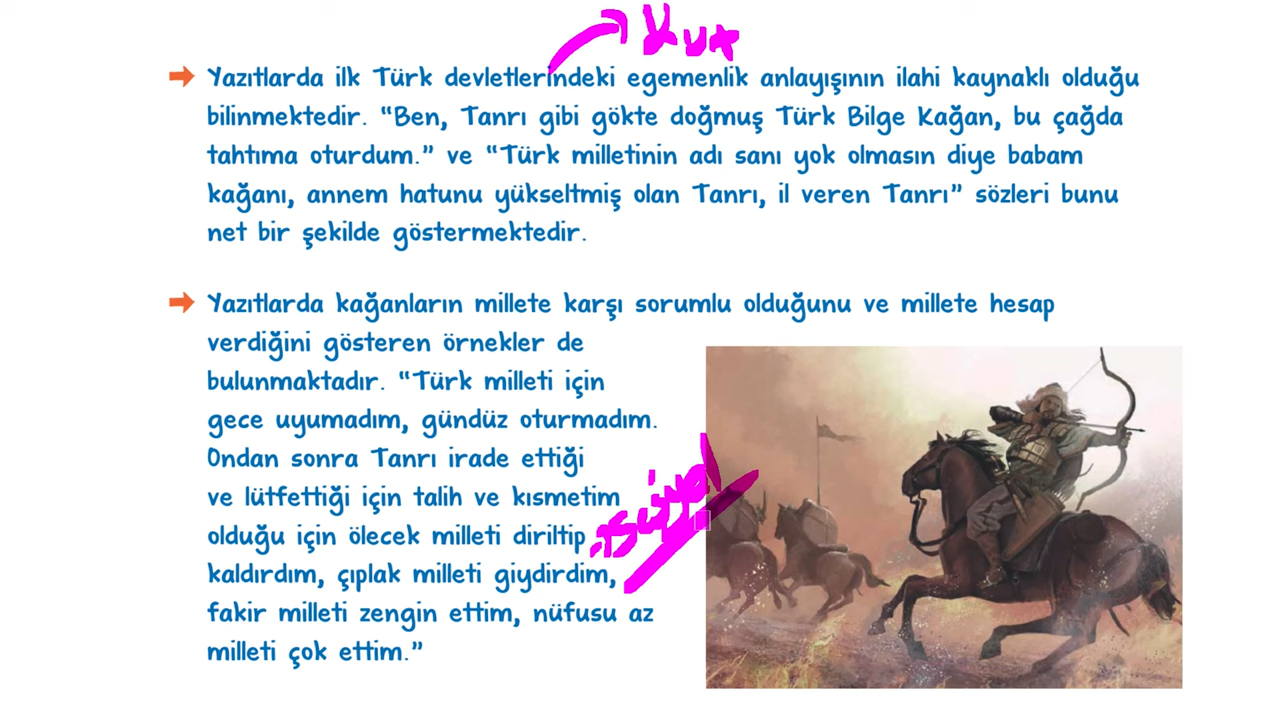 Kut
Yazıtlarda ilk Türk devletlerindeki egemenlik anlayışının ilahi kaynaklı olduğu
bilinmektedir. “Ben, Tanrı gibi gökte doğmuş Türk Bilge Kağan, bu çağda
tahtıma oturdum.” ve “Türk milletinin adı sanı yok olmasın diye babam
kağanı, annem hatunu yükseltmiş olan Tanrı, il veren Tanrı” sözleri bunu
net bir şekilde göstermektedir.
Yazıtlarda kağanların millete karşı sorumlu olduğunu ve millete hesap
verdiğini gösteren örnekler de
bulunmaktadır. “Türk milleti için
gece uyumadım, gündüz oturmadım.
Ondan sonra Tanrı irade ettiği
ve lütfettiği için talih ve kısmetim
olduğu için ölecek milleti diriltip
kaldırdım, çıplak milleti giydirdim,
fakir milleti zengin ettim, nüfusu az
milleti çok ettim.”